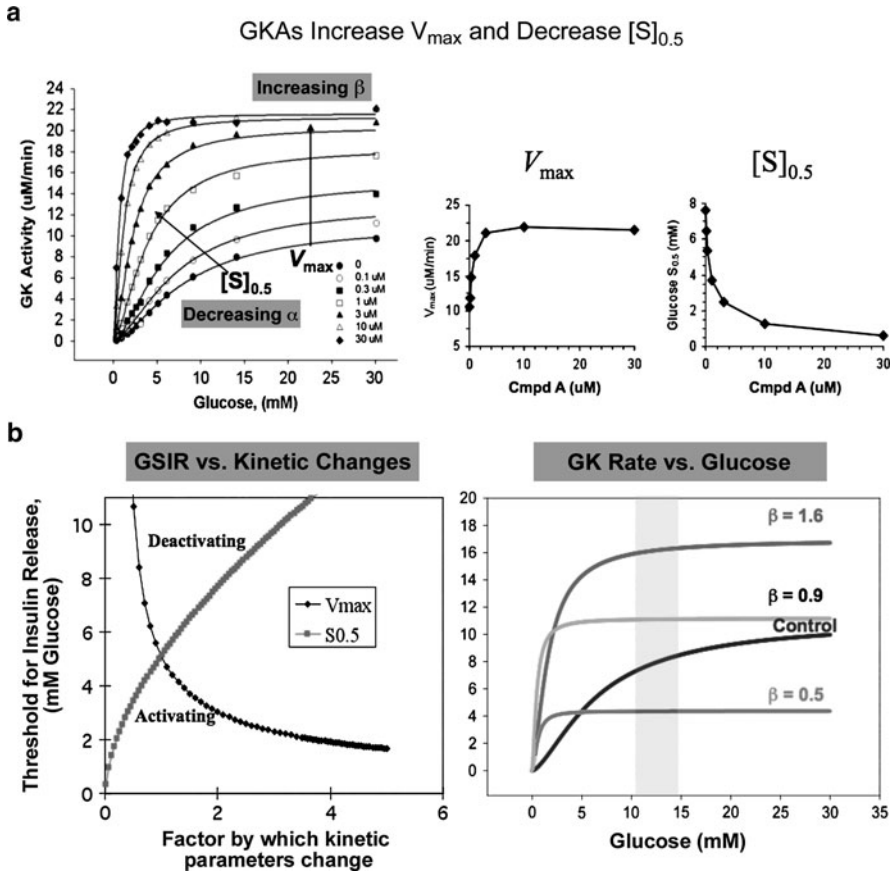 a
GKAs Increase Vmax and Decrease [S]0.5
GK Activity (uM/min)
24
22
20
18
16
14
12
10
8
6
4
2
0
Increasing β
[S]0.5
Decreasing α
Vmax
0
0.1 uM
0.3 uM
1 uM
3 uM
10 uM
30 uM
0 5 10 15 20 25 30
Glucose, (mM)
Vmax
Vmax(uM/min)
25
20
15
10
5
0 10 20 30
Cmpd A (uM)
[S]0.5
Glucose S0.5 (mM)
8
6
4
2
0
0 10 20 30
Cmpd A (uM)
b
GSIR vs. Kinetic Changes
Threshold for Insulin Release,
(mM Glucose)
10
8
6
4
2
0
Deactivating
Activating
Vmax
S0.5
0 2 4 6
Factor by which kinetic
parameters change
GK Rate vs. Glucose
20
18
16
14
12
10
8
6
4
2
0
β = 1.6
β = 0.9
Control
β = 0.5
0 5 10 15 20 25 30 35
Glucose (mM)